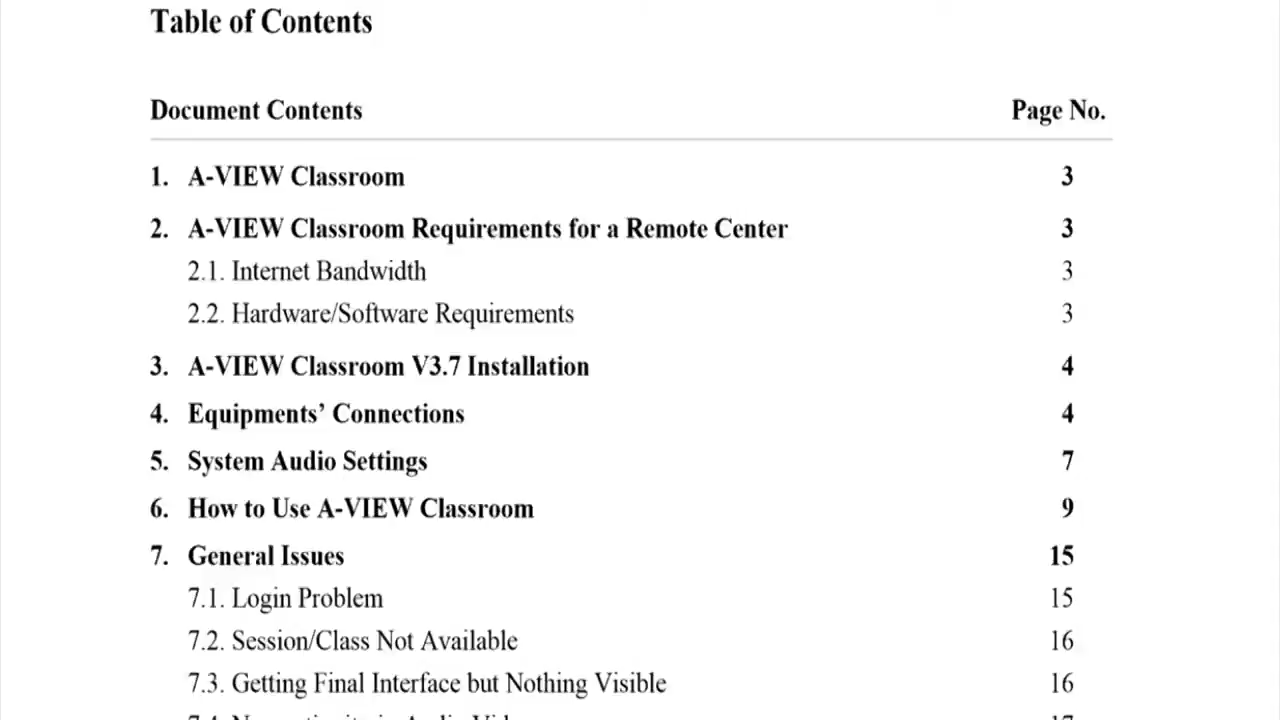 Table of Contents
Document Contents Page No.
1. A-VIEW Classroom 3
2. A-VIEW Classroom Requirements for a Remote Center 3
2.1. Internet Bandwidth 3
2.2. Hardware/Software Requirements 3
3. A-VIEW Classroom V3.7 Installation 4
4. Equipments’ Connections 4
5. System Audio Settings 7
6. How to Use A-VIEW Classroom 9
7. General Issues 15
7.1. Login Problem 15
7.2. Session/Class Not Available 16
7.3. Getting Final Interface but Nothing Visible 16